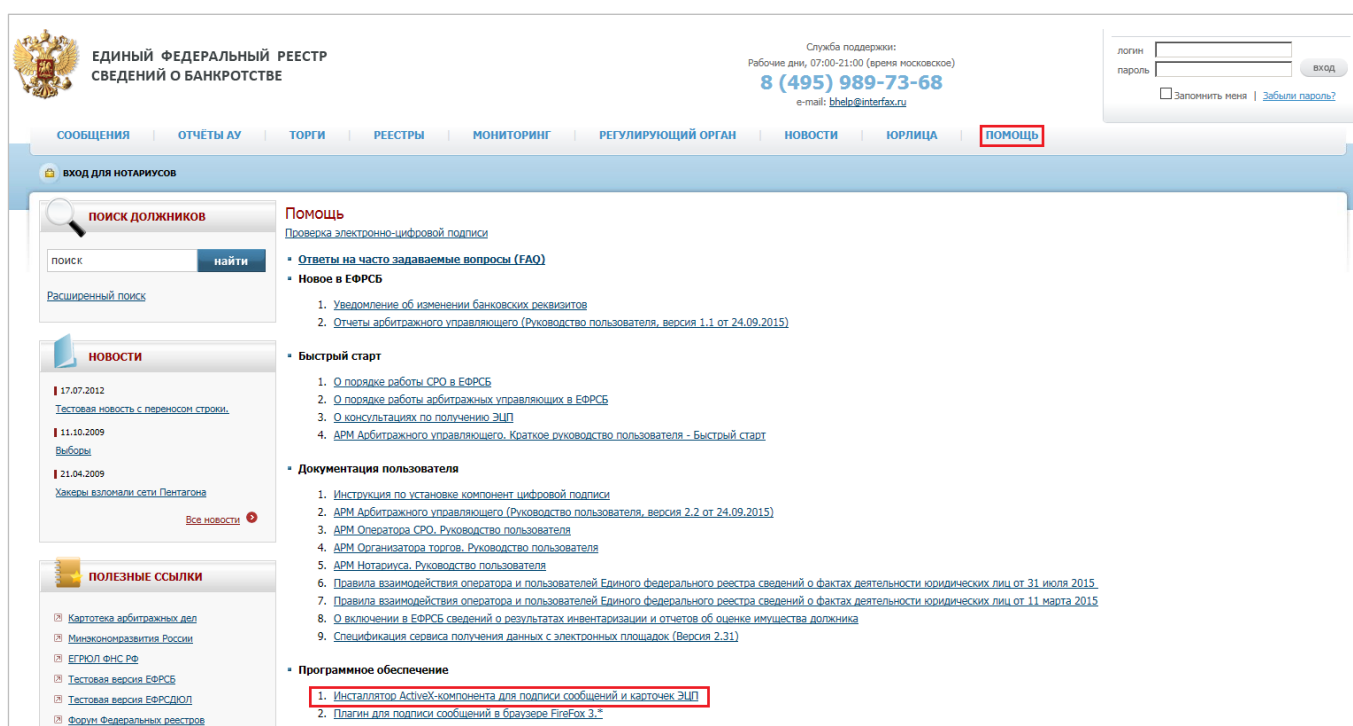 ЕДИНЫЙ ФЕДЕРАЛЬНЫЙ РЕЕСТР
СВЕДЕНИЙ О БАНКРОТСТВЕ
Служба поддержки:
Рабочие дни, 07:00-21:00 (время московское)
8 (495) 989-73-68
e-mail: bhelp@interfax.ru
логин
пароль
вход
Запомнить меня | Забыли пароль?
СООБЩЕНИЯ
ОТЧЁТЫ АУ
ТОРГИ
РЕЕСТРЫ
МОНИТОРИНГ
РЕГУЛИРУЮЩИЙ ОРГАН
НОВОСТИ
ЮРЛИЦА
ПОМОЩЬ
ВХОД ДЛЯ НОТАРИУСОВ
ПОИСК ДОЛЖНИКОВ
поиск
найти
Расширенный поиск
НОВОСТИ
17.07.2012
Тестовая новость с переносом строки.
11.10.2009
Выборы
21.04.2009
Хакеры взломали сети Пентагона
Все новости
ПОЛЕЗНЫЕ ССЫЛКИ
Картотека арбитражных дел
Минэкономразвития России
ЕГРЮЛ ФНС РФ
Тестовая версия ЕФРСБ
Тестовая версия ЕФРСДЮЛ
Форум Федеральных реестров
Помощь
Проверка электронно-цифровой подписи
Ответы на часто задаваемые вопросы (FAQ)
Новое в ЕФРСБ
1. Уведомление об изменении банковских реквизитов
2. Отчеты арбитражного управляющего (Руководство пользователя, версия 1.1 от 24.09.2015)
Быстрый старт
1. О порядке работы СРО в ЕФРСБ
2. О порядке работы арбитражных управляющих в ЕФРСБ
3. О консультациях по получению ЭЦП
4. АРМ Арбитражного управляющего. Краткое руководство пользователя - Быстрый старт
Документация пользователя
1. Инструкция по установке компонент цифровой подписи
2. АРМ Арбитражного управляющего (Руководство пользователя, версия 2.2 от 24.09.2015)
3. АРМ Оператора СРО. Руководство пользователя
4. АРМ Организатора торгов. Руководство пользователя
5. АРМ Нотариуса. Руководство пользователя
6. Правила взаимодействия оператора и пользователей Единого федерального реестра сведений о фактах деятельности юридических лиц от 31 июля 2015
7. Правила взаимодействия оператора и пользователей Единого федерального реестра сведений о фактах деятельности юридических лиц от 11 марта 2015
8. О включении в ЕФРСБ сведений о результатах инвентаризации и отчетов об оценке имущества должника
9. Спецификация сервиса получения данных с электронных площадок (Версия 2.31)
Программное обеспечение
1. Инсталлятор ActiveX-компонента для подписи сообщений и карточек ЭЦП
2. Плагин для подписи сообщений в браузере FireFox 3.*